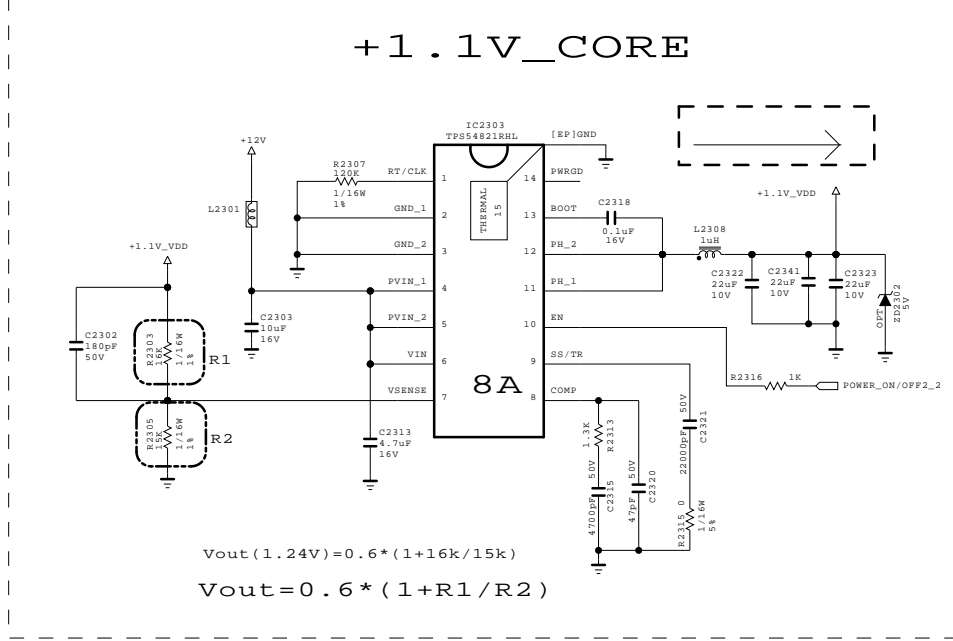 +1.1V_CORE
IC2303
TPS54821RHL
[EP]GND
+12V
R2307
120K
1/16W
1%
RT/CLK
1
14
PWRGD
THERMAL
15
L2301
GND_1
2
13
BOOT
C2318
0.1uF
16V
+1.1V_VDD
GND_2
3
12
PH_2
L2308
1uH
+1.1V_VDD
PVIN_1
4
11
PH_1
C2322
22uF
10V
C2341
22uF
10V
C2323
22uF
10V
OPT
ZD2302
5V
C2303
10uF
16V
PVIN_2
5
10
EN
C2302
180pF
50V
R2303
16K
1/16W
1%
R1
VIN
6
9
SS/TR
R2316
1K
POWER_ON/OFF2_2
VSENSE
7
8
COMP
8A
R2305
15K
1/16W
1%
R2
C2313
4.7uF
16V
1.3K
R2313
4700pF
50V
C2315
47pF
50V
C2320
22000pF
50V
C2321
R2315
0
1/16W
5%
Vout(1.24V)=0.6*(1+16k/15k)
Vout=0.6*(1+R1/R2)